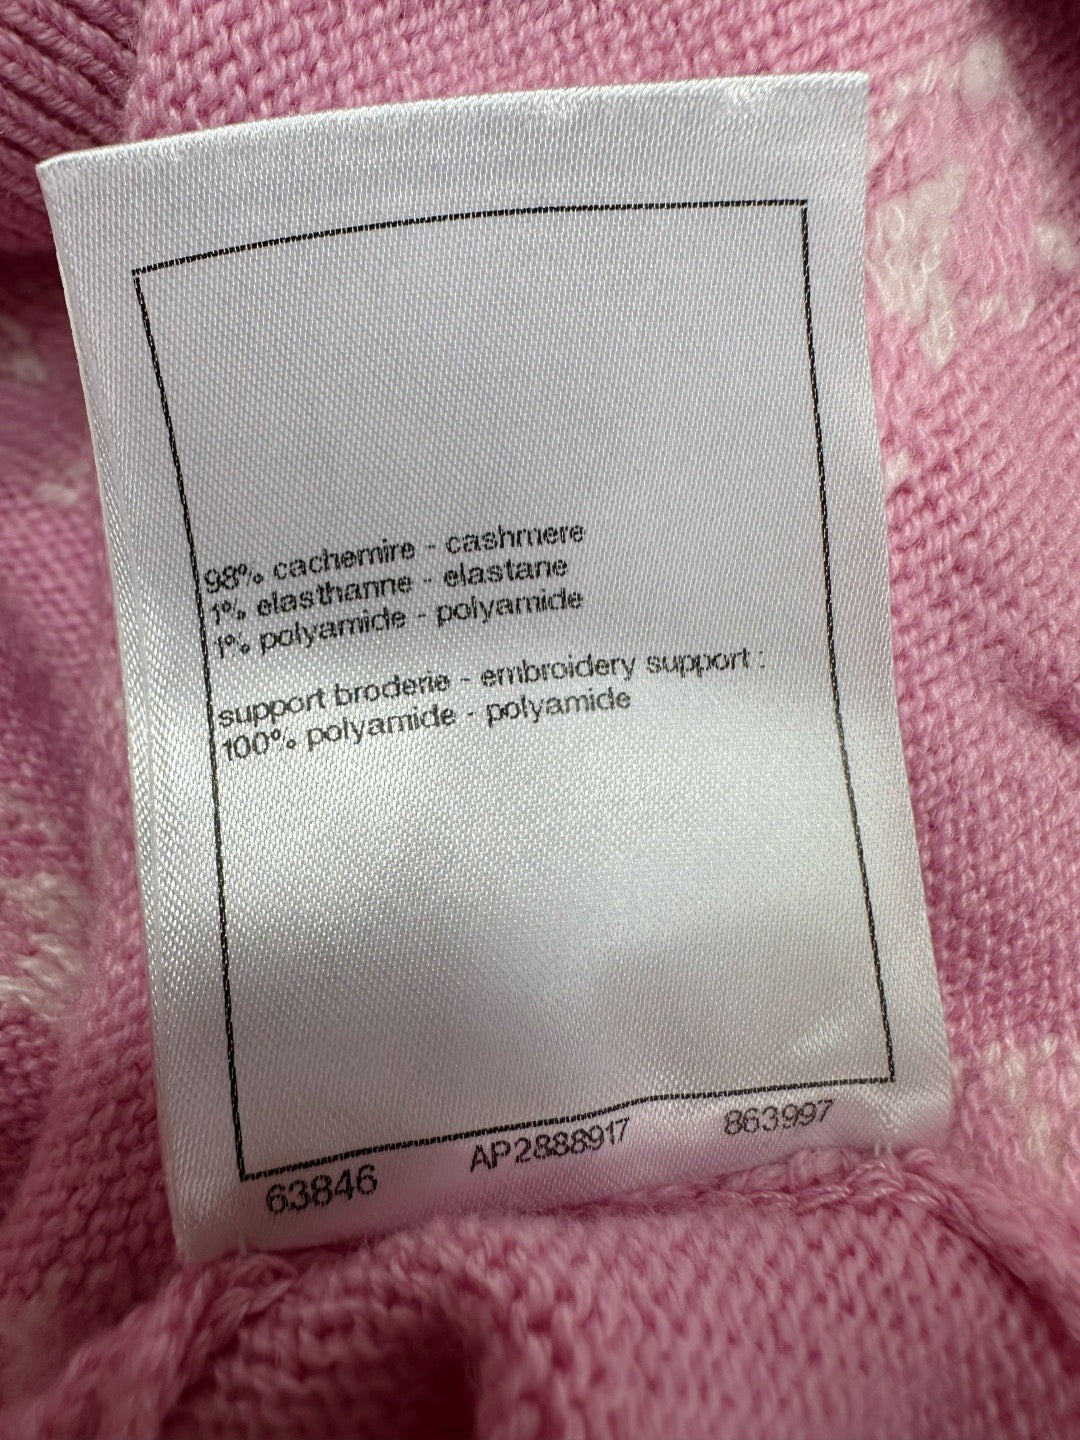 98% cachemire - cashmere
1% elasthanne - elastane
1% polyamide - polyamide
support broderie - embroidery support :
100% polyamide - polyamide
63846 AP2888917 863997